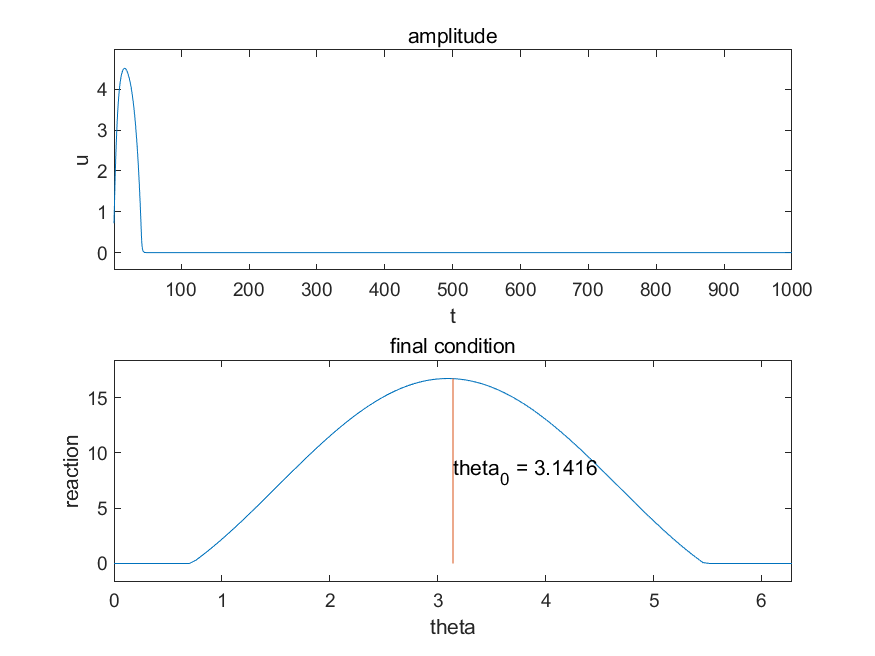 amplitude
4
3
2
1
0
u
100 200 300 400 500 600 700 800 900 1000
t
final condition
15
10
5
0
reaction
theta_0 = 3.1416
0 1 2 3 4 5 6
theta